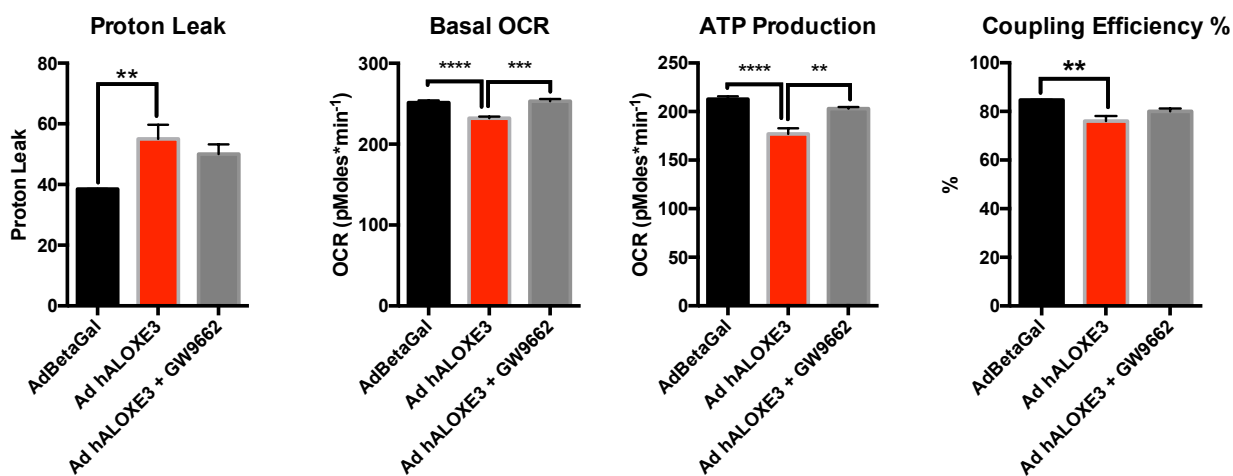 Proton Leak
**
Proton Leak
80
60
40
20
0
AdBetaGal
Ad hALOXE3
Ad hALOXE3 + GW9662
Basal OCR
**** ***
OCR (pMoles*min-1)
300
200
100
0
AdBetaGal
Ad hALOXE3
Ad hALOXE3 + GW9662
ATP Production
**** **
OCR (pMoles*min-1)
250
200
150
100
50
0
AdBetaGal
Ad hALOXE3
Ad hALOXE3 + GW9662
Coupling Efficiency %
**
%
100
80
60
40
20
0
AdBetaGal
Ad hALOXE3
Ad hALOXE3 + GW9662